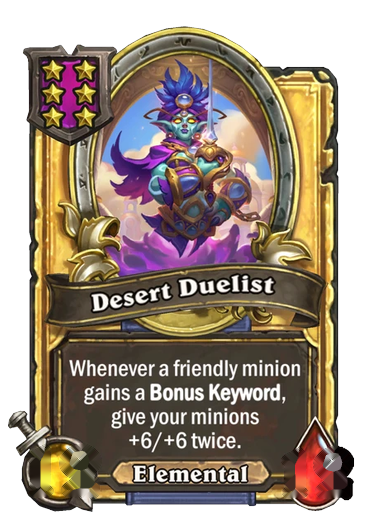 Desert Duelist
Whenever a friendly minion
gains a Bonus Keyword,
give your minions
+6/+6 twice.
Elemental